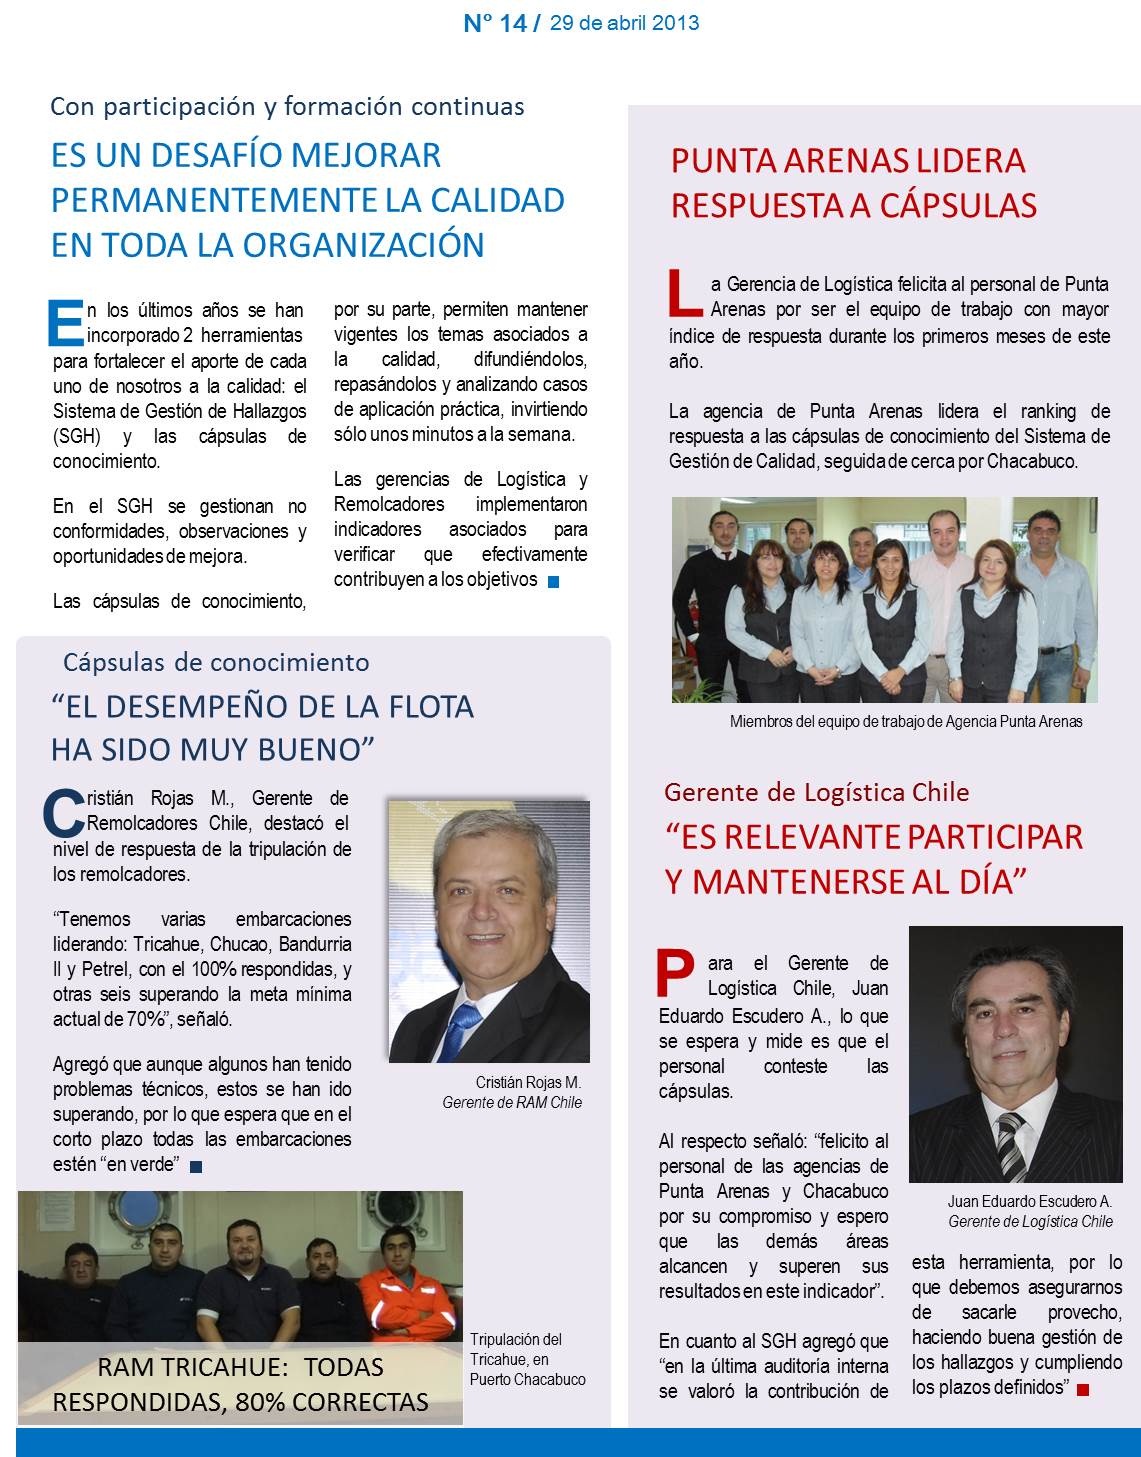 N° 14 / 29 de abril 2013
Con participación y formación continuas
ES UN DESAFÍO MEJORAR
PERMANENTEMENTE LA CALIDAD
EN TODA LA ORGANIZACIÓN
En los últimos años se han
incorporado 2 herramientas
para fortalecer el aporte de cada
uno de nosotros a la calidad: el
Sistema de Gestión de Hallazgos
(SGH) y las cápsulas de
conocimiento.
En el SGH se gestionan no
conformidades, observaciones y
oportunidades de mejora.
Las cápsulas de conocimiento,
por su parte, permiten mantener
vigentes los temas asociados a
la calidad, difundiéndolos,
repasándolos y analizando casos
de aplicación práctica, invirtiendo
sólo unos minutos a la semana.
Las gerencias de Logística y
Remolcadores implementaron
indicadores asociados para
verificar que efectivamente
contribuyen a los objetivos
Cápsulas de conocimiento
“EL DESEMPEÑO DE LA FLOTA
HA SIDO MUY BUENO”
Cristián Rojas M., Gerente de
Remolcadores Chile, destacó el
nivel de respuesta de la tripulación de
los remolcadores.
“Tenemos varias embarcaciones
liderando: Tricahue, Chucao, Bandurria
II y Petrel, con el 100% respondidas, y
otras seis superando la meta mínima
actual de 70%”, señaló.
Agregó que aunque algunos han tenido
problemas técnicos, estos se han ido
superando, por lo que espera que en el
corto plazo todas las embarcaciones
estén “en verde”
Cristián Rojas M.
Gerente de RAM Chile
RAM TRICAHUE: TODAS
RESPONDIDAS, 80% CORRECTAS
Tripulación del
Tricahue, en
Puerto Chacabuco
PUNTA ARENAS LIDERA
RESPUESTA A CÁPSULAS
La Gerencia de Logística felicita al personal de Punta
Arenas por ser el equipo de trabajo con mayor
índice de respuesta durante los primeros meses de este
año.
La agencia de Punta Arenas lidera el ranking de
respuesta a las cápsulas de conocimiento del Sistema de
Gestión de Calidad, seguida de cerca por Chacabuco.
Miembros del equipo de trabajo de Agencia Punta Arenas
Gerente de Logística Chile
“ES RELEVANTE PARTICIPAR
Y MANTENERSE AL DÍA”
Para el Gerente de
Logística Chile, Juan
Eduardo Escudero A., lo que
se espera y mide es que el
personal conteste las
cápsulas.
Al respecto señaló: “felicito al
personal de las agencias de
Punta Arenas y Chacabuco
por su compromiso y espero
que las demás áreas
alcancen y superen sus
resultados en este indicador”.
En cuanto al SGH agregó que
“en la última auditoría interna
se valoró la contribución de
Juan Eduardo Escudero A.
Gerente de Logística Chile
esta herramienta, por lo
que debemos asegurarnos
de sacarle provecho,
haciendo buena gestión de
los hallazgos y cumpliendo
los plazos definidos”